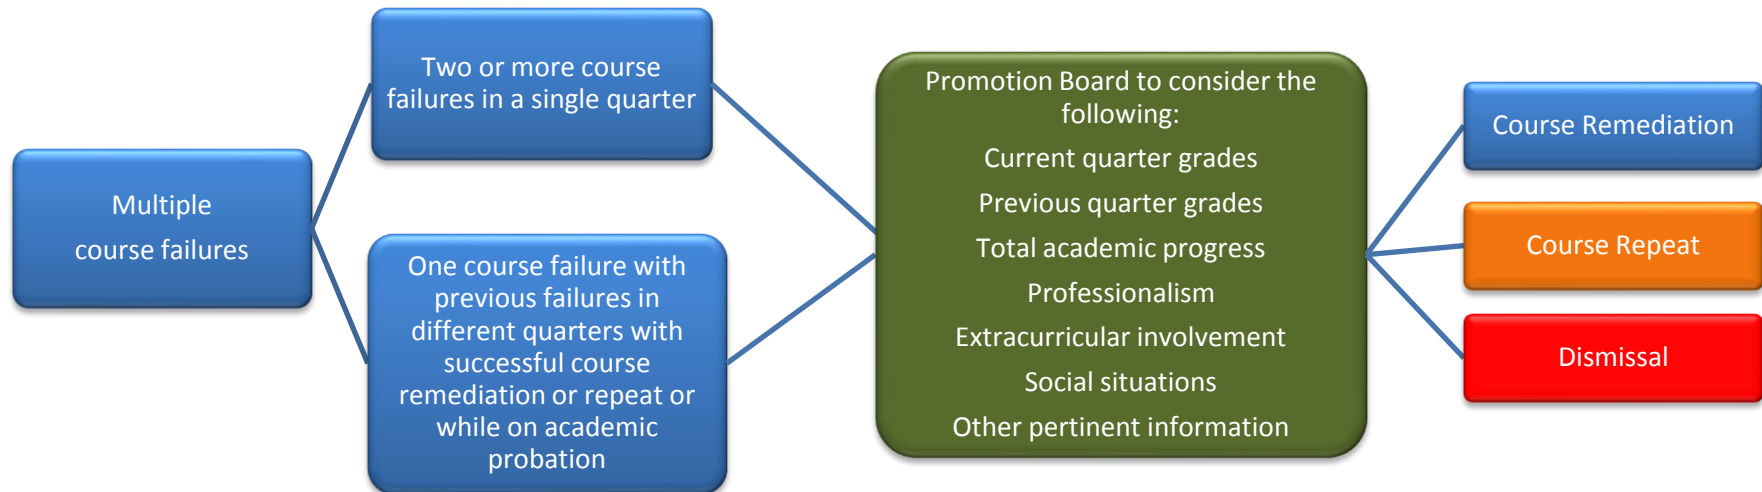 Multiple
course failures
Two or more course
failures in a single quarter
One course failure with
previous failures in
different quarters with
successful course
remediation or repeat or
while on academic
probation
Promotion Board to consider the
following:
Current quarter grades
Previous quarter grades
Total academic progress
Professionalism
Extracurricular involvement
Social situations
Other pertinent information
Course Remediation
Course Repeat
Dismissal